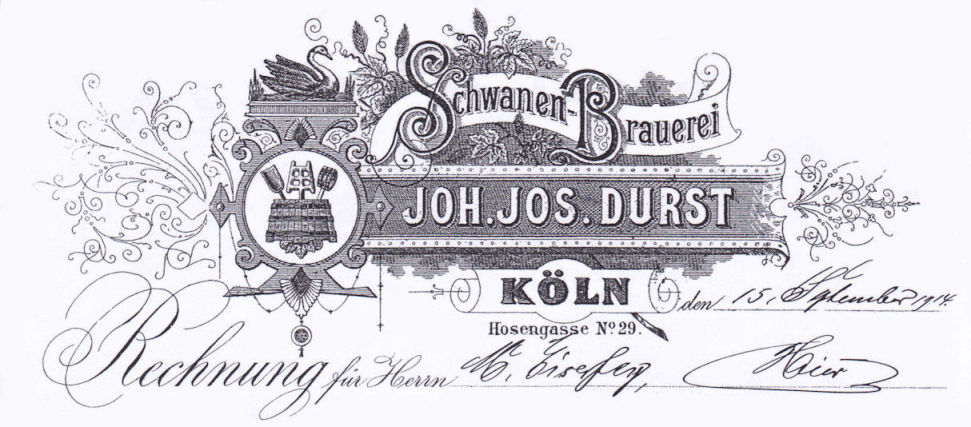 Schwanen-Brauerei
JOH. JOS. DURST
KÖLN
den 15. September 1914.
Hosengasse No. 29.
Rechnung für Herrn M. Hier